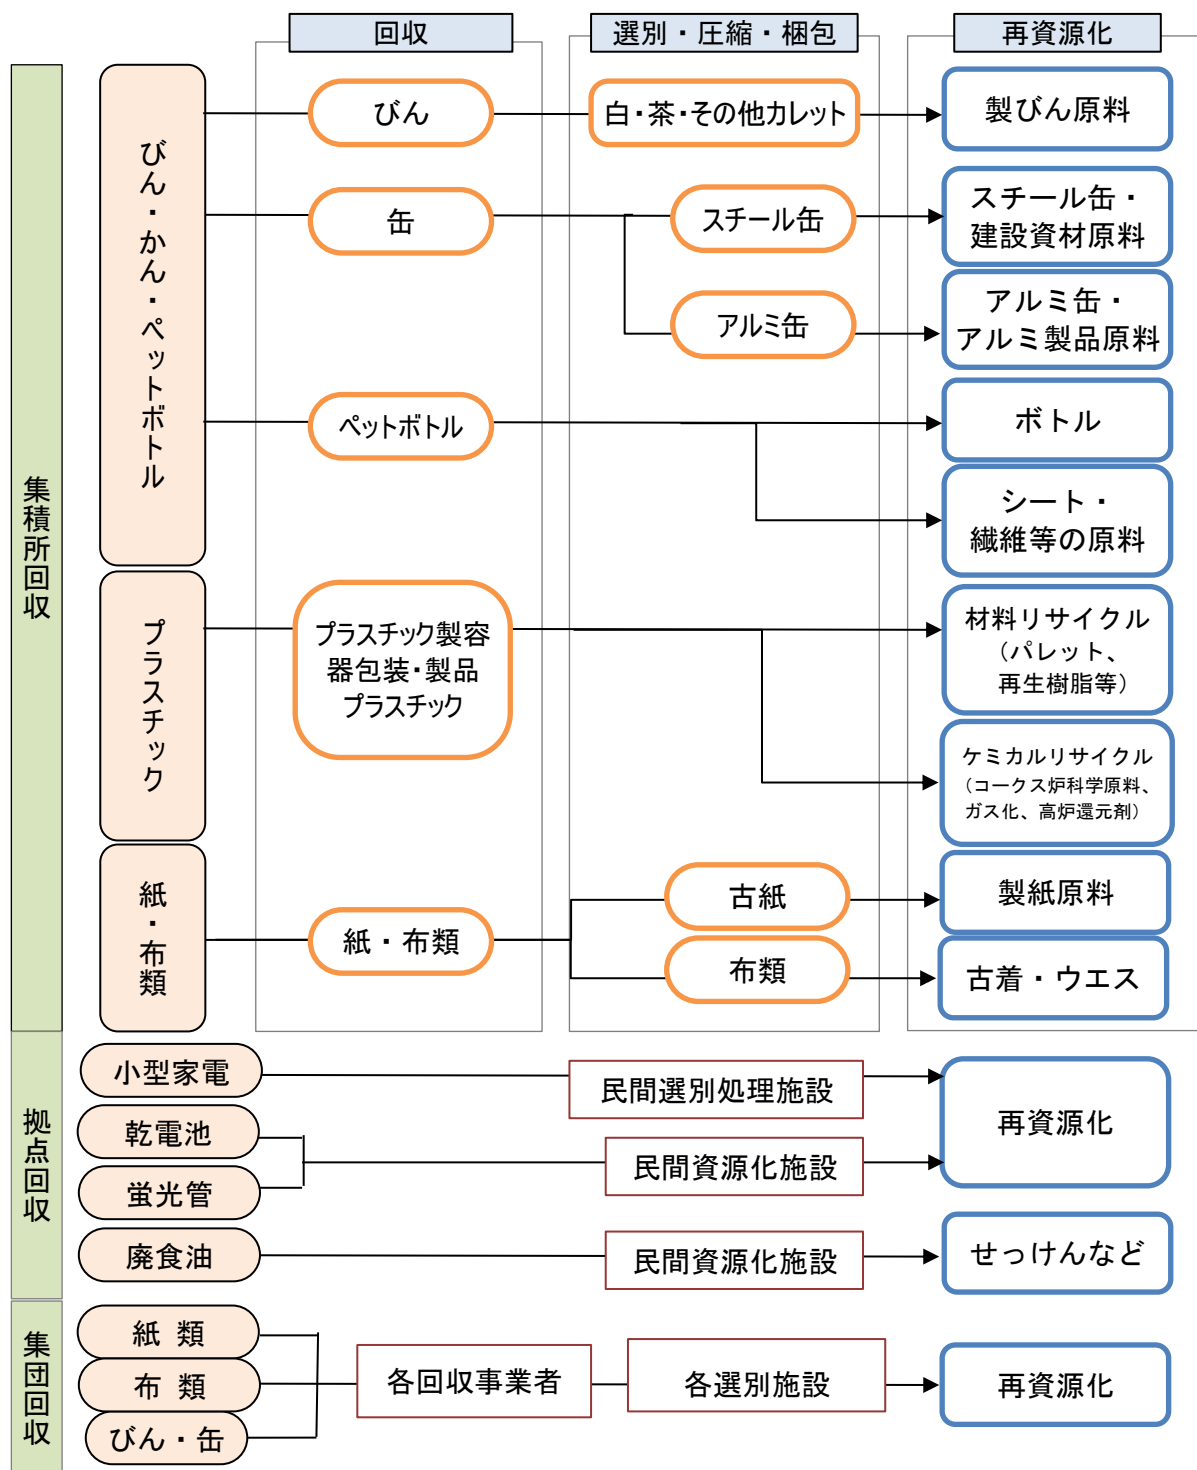 回収
選別・圧縮・梱包
再資源化
集積所回収
びん・かん・ペットボトル
びん
白・茶・その他カレット
製びん原料
缶
スチール缶
スチール缶・
建設資材原料
アルミ缶
アルミ缶・
アルミ製品原料
ペットボトル
ボトル
シート・
繊維等の原料
プラスチック
プラスチック製容
器包装・製品
プラスチック
材料リサイクル
（パレット、
再生樹脂等）
ケミカルリサイクル
（コークス炉科学原料、
ガス化、高炉還元剤）
紙・布類
紙・布類
古紙
製紙原料
布類
古着・ウエス
拠点回収
小型家電
民間選別処理施設
再資源化
乾電池
蛍光管
民間資源化施設
廃食油
民間資源化施設
せっけんなど
集団回収
紙 類
布 類
びん・缶
各回収事業者
各選別施設
再資源化